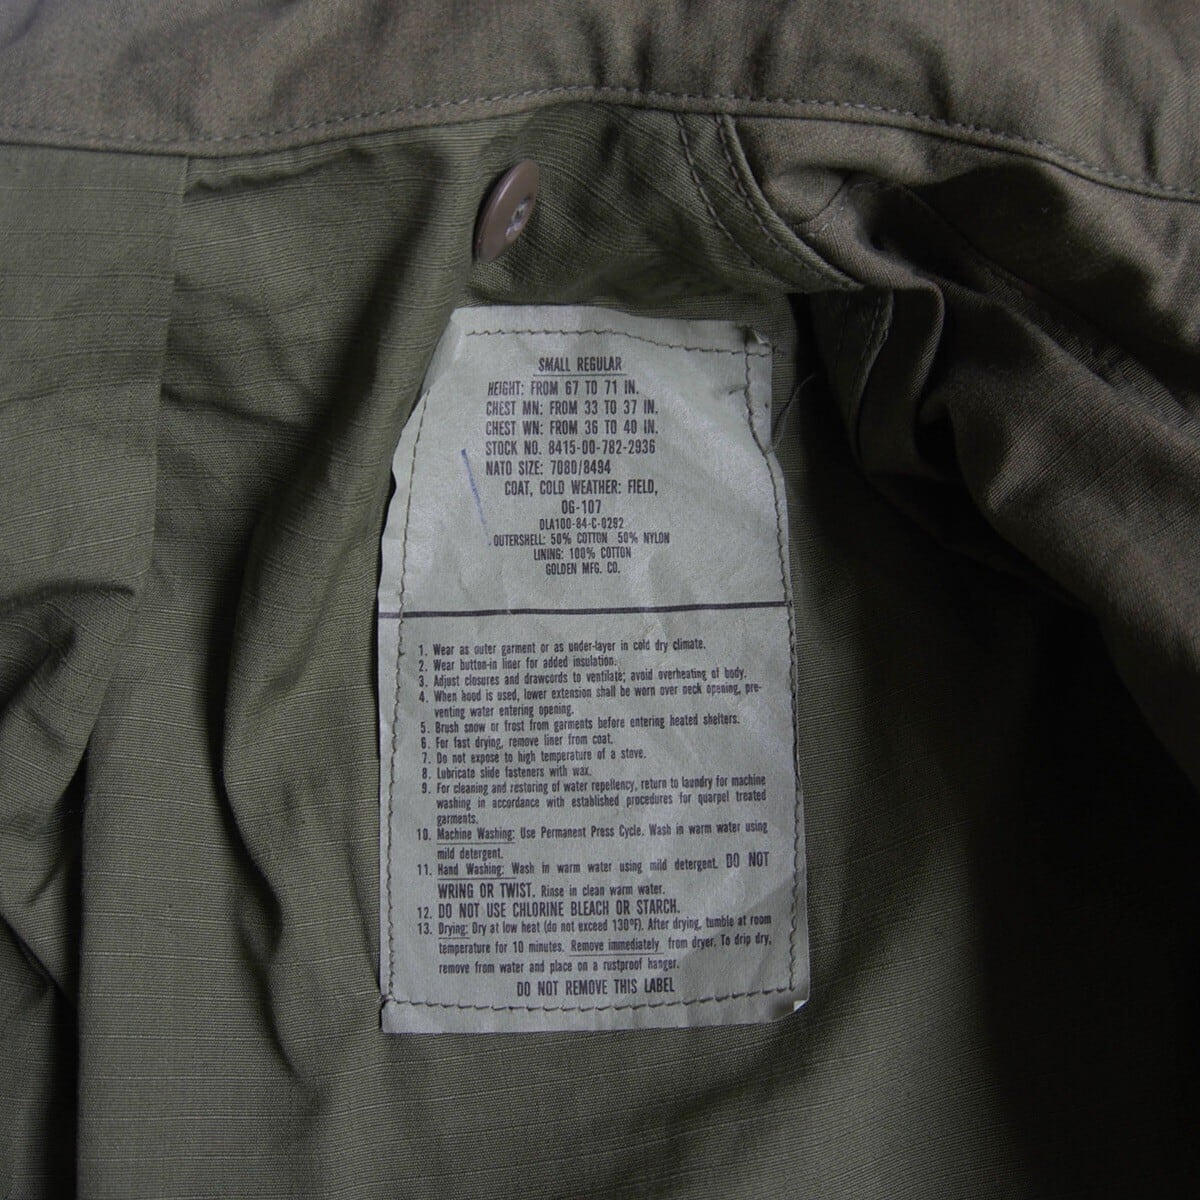 SMALL REGULAR
HEIGHT: FROM 67 TO 71 IN.
CHEST MN: FROM 33 TO 37 IN.
CHEST WN: FROM 36 TO 40 IN.
STOCK NO. 8415-00-782-2936
NATO SIZE: 7080/8494
COAT, COLD WEATHER: FIELD,
OG-107
DLA100-84-C-0292
OUTERSHELL: 50% COTTON 50% NYLON
LINING: 100% COTTON
GOLDEN MFG. CO.
1. Wear as outer garment or as under-layer in cold dry climate.
2. Wear button-in liner for added insulation.
3. Adjust closures and drawcords to ventilate; avoid overheating of body.
4. When hood is used, lower extension shall be worn over neck opening, pre-
venting water entering opening.
5. Brush snow or frost from garments before entering heated shelters.
6. For fast drying, remove liner from coat.
7. Do not expose to high temperature of a stove.
8. Lubricate slide fasteners with wax.
9. For cleaning and restoring of water repellency, return to laundry for machine
washing in accordance with established procedures for quarpel treated
garments.
10. Machine Washing: Use Permanent Press Cycle. Wash in warm water using
mild detergent.
11. Hand Washing: Wash in warm water using mild detergent. DO NOT
WRING OR TWIST. Rinse in clean warm water.
12. DO NOT USE CHLORINE BLEACH OR STARCH.
13. Drying: Dry at low heat (do not exceed 130°F). After drying, tumble at room
temperature for 10 minutes. Remove immediately from dryer. To drip dry,
remove from water and place on a rustproof hanger.
DO NOT REMOVE THIS LABEL